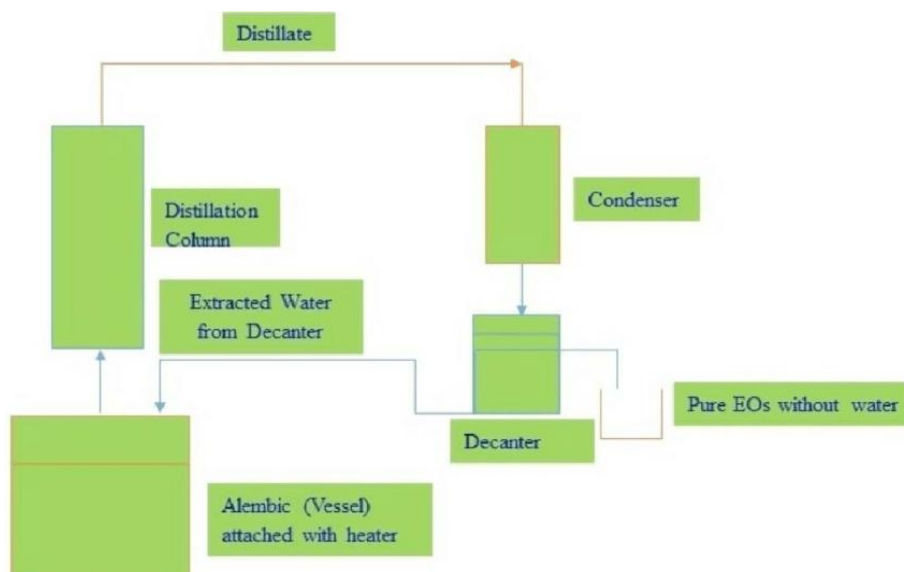 Distillate
Distillation
Column
Condenser
Extracted Water
from Decanter
Pure EOs without water
Decanter
Alembic (Vessel)
attached with heater